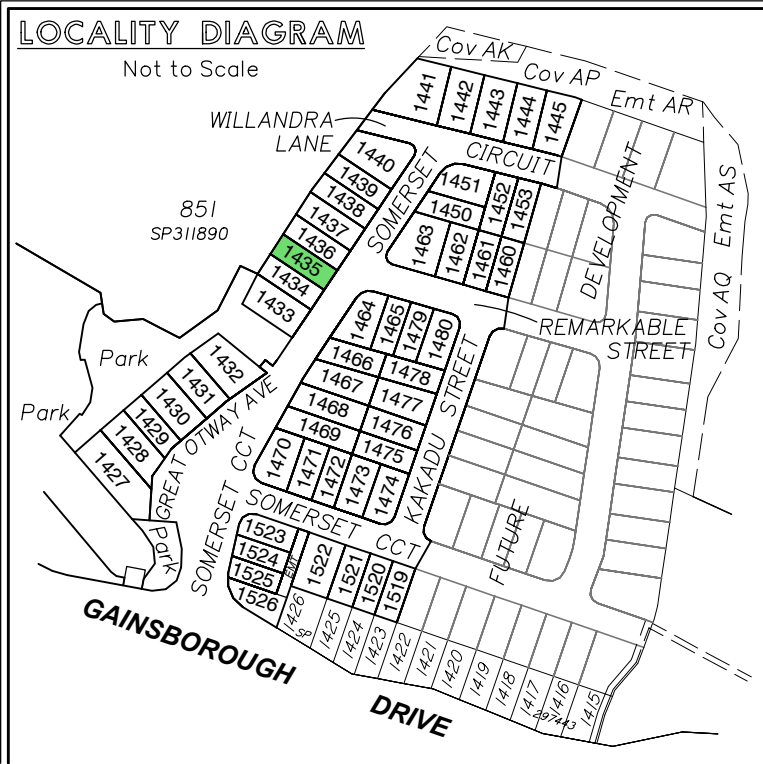 LOCALITY DIAGRAM
Not to Scale
Cov AK
Cov AP
Emt AR
Emt AS
Cov AQ
1441
1442
1443
1444
1445
WILLANDRA
LANE
CIRCUIT
SOMERSET
DEVELOPMENT
1440
1439
1438
1437
1436
1435
1434
1433
851
SP311890
1451
1452
1453
1450
1463
1462
1461
1460
REMARKABLE
STREET
1464
1465
1479
1480
1466
1478
1467
1477
1468
1476
1469
1475
1470
1471
1472
1473
1474
KAKADU STREET
Park
Park
1432
1431
1430
1429
1428
1427
GREAT OTWAY AVE
SOMERSET CCT
Park
SOMERSET CCT
FUTURE
1523
1524
1525
1526
EMT
1522
1521
1520
1519
1426
SP
1425
1424
1423
1422
1421
1420
1419
1418
1417
1416
1415
297443
GAINSBOROUGH
DRIVE